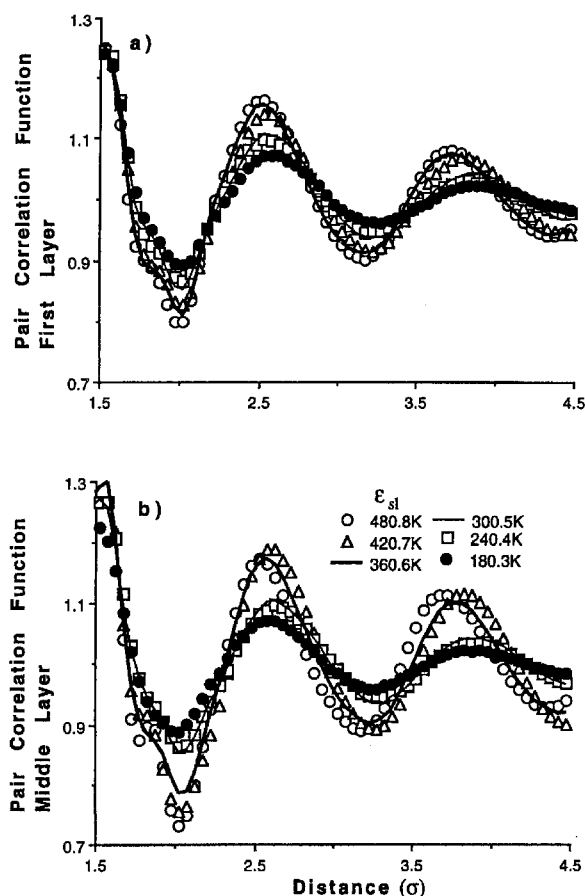 1.3
a)
1.1
0.9
0.7
Pair Correlation Function
First Layer
1.5 2.5 3.5 4.5
1.3
b)
εsl
480.8K 300.5K
420.7K 240.4K
360.6K 180.3K
1.1
0.9
0.7
Pair Correlation Function
Middle Layer
1.5 2.5 3.5 4.5
Distance (σ)